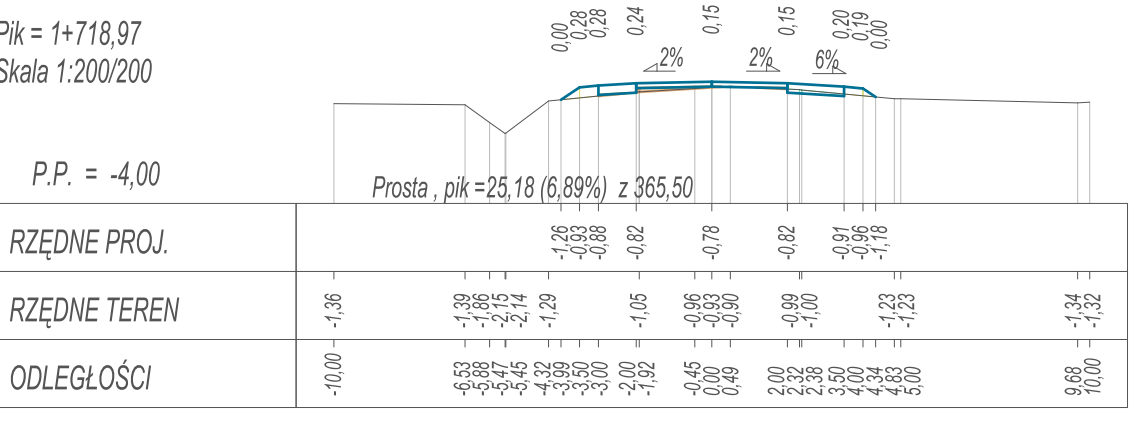 Pik = 1+718,97
Skala 1:200/200
0,00 0,28 0,28 0,24 0,15 0,15 0,20 0,19 0,00
2% 2% 6%
P.P. = -4,00
Prosta , pik =25,18 (6,89%) z 365,50
RZĘDNE PROJ. -1,26 -0,93 -0,88 -0,82 -0,78 -0,82 -0,91 -0,96 -1,18
RZĘDNE TEREN -1,36 -1,39 -1,86 -2,15 -2,14 -1,29 -1,05 -0,96 -0,93 -0,90 -0,99 -1,00 -1,23 -1,23 -1,34 -1,32
ODLEGŁOŚCI -10,00 -6,53 -5,88 -5,47 -5,45 -4,32 -3,99 -3,50 -3,00 -2,00 -1,92 -0,45 0,00 0,49 2,00 2,32 2,38 3,50 4,00 4,34 4,83 5,00 9,68 10,00